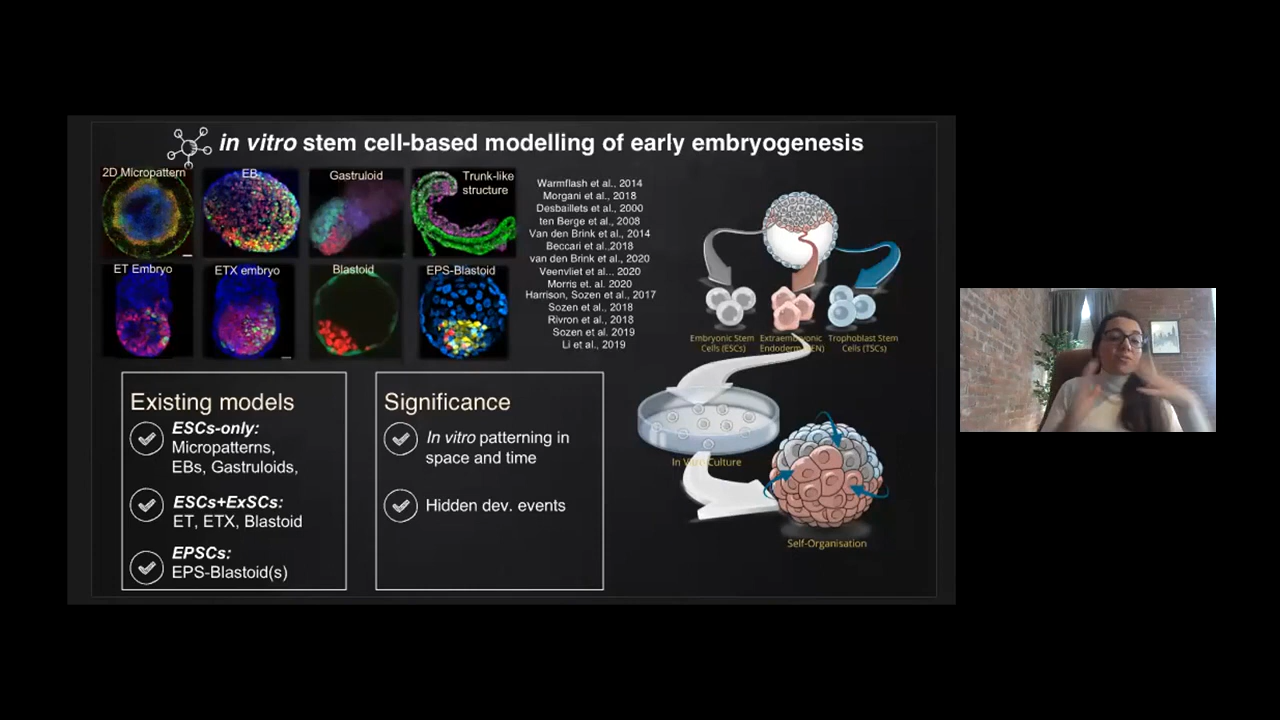 in vitro stem cell-based modelling of early embryogenesis
2D Micropattern
EB
Gastruloid
Trunk-like
structure
ET Embryo
ETX embryo
Blastoid
EPS-Blastoid
Warmflash et al., 2014
Morgani et al., 2018
Desbaillets et al., 2000
ten Berge et al., 2008
Van den Brink et al., 2014
Beccari et al.,2018
van den Brink et al., 2020
Veenvliet et al... 2020
Morris et. al. 2020
Harrison, Sozen et al., 2017
Sozen et al., 2018
Rivron et al., 2018
Sozen et al. 2019
Li et al., 2019
Embryonic Stem
Cells (ESCs)
Extraembryonic
Endoderm
Trophoblast Stem
Cells (TSCs)
In Vitro Culture
Self-Organisation
Existing models
ESCs-only:
Micropatterns,
EBs, Gastruloids,
ESCs+ExSCs:
ET, ETX, Blastoid
EPSCs:
EPS-Blastoid(s)
Significance
In vitro patterning in
space and time
Hidden dev. events